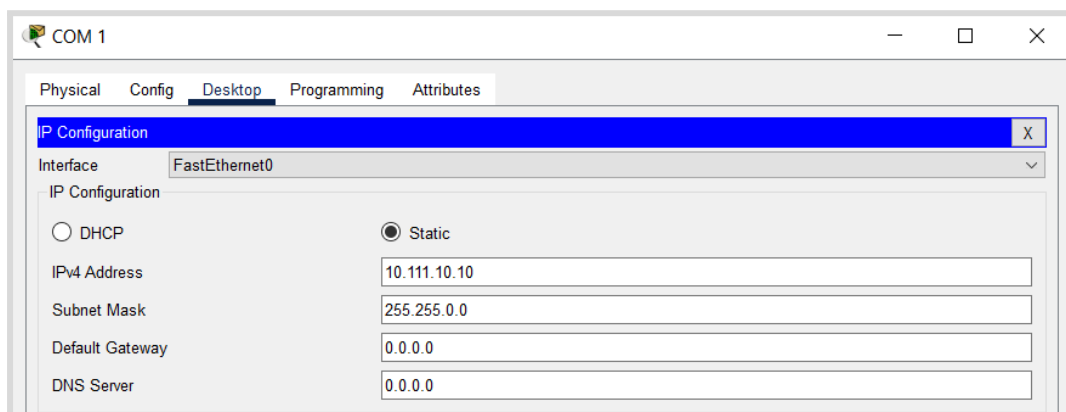 COM 1
Physical Config Desktop Programming Attributes
IP Configuration X
Interface FastEthernet0
IP Configuration
DHCP Static
IPv4 Address 10.111.10.10
Subnet Mask 255.255.0.0
Default Gateway 0.0.0.0
DNS Server 0.0.0.0